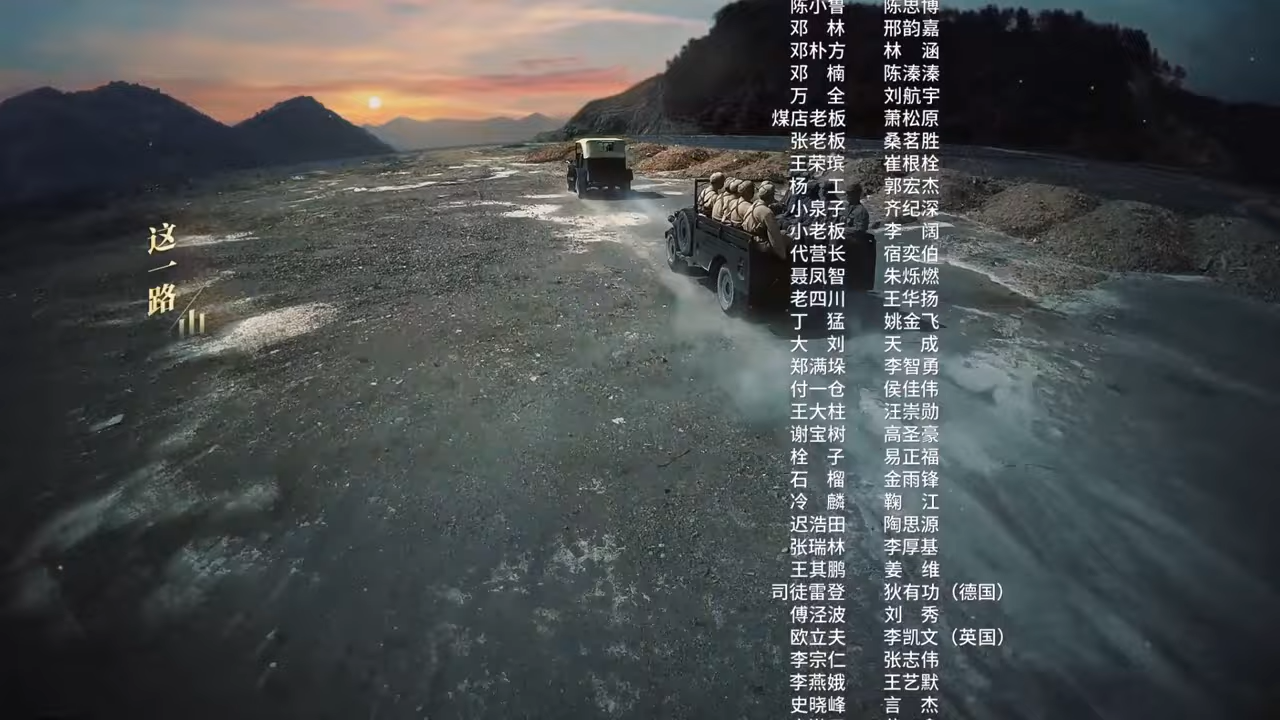 这一路山
陈小鲁 陈思博
邓林 邢韵嘉
邓朴方 林涵
邓楠 陈溱溱
万全 刘航宇
煤店老板 萧松原
张老板 桑茗胜
王荣瑸 崔根栓
杨工 郭宏杰
小泉子 齐纪深
小老板 李阔
代营长 宿奕伯
聂凤智 朱烁燃
老四川 王华扬
丁猛 姚金飞
大刘 天成
郑满垛 李智勇
付一仓 侯佳伟
王大柱 汪崇勋
谢宝树 高圣豪
栓子 易正福
石榴 金雨锋
冷麟 鞠江
迟浩田 陶思源
张瑞林 李厚基
王其鹏 姜维
司徒雷登 狄有功（德国）
傅泾波 刘秀
欧立夫 李凯文（英国）
李宗仁 张志伟
李燕娥 王艺默
史晓峰 言杰